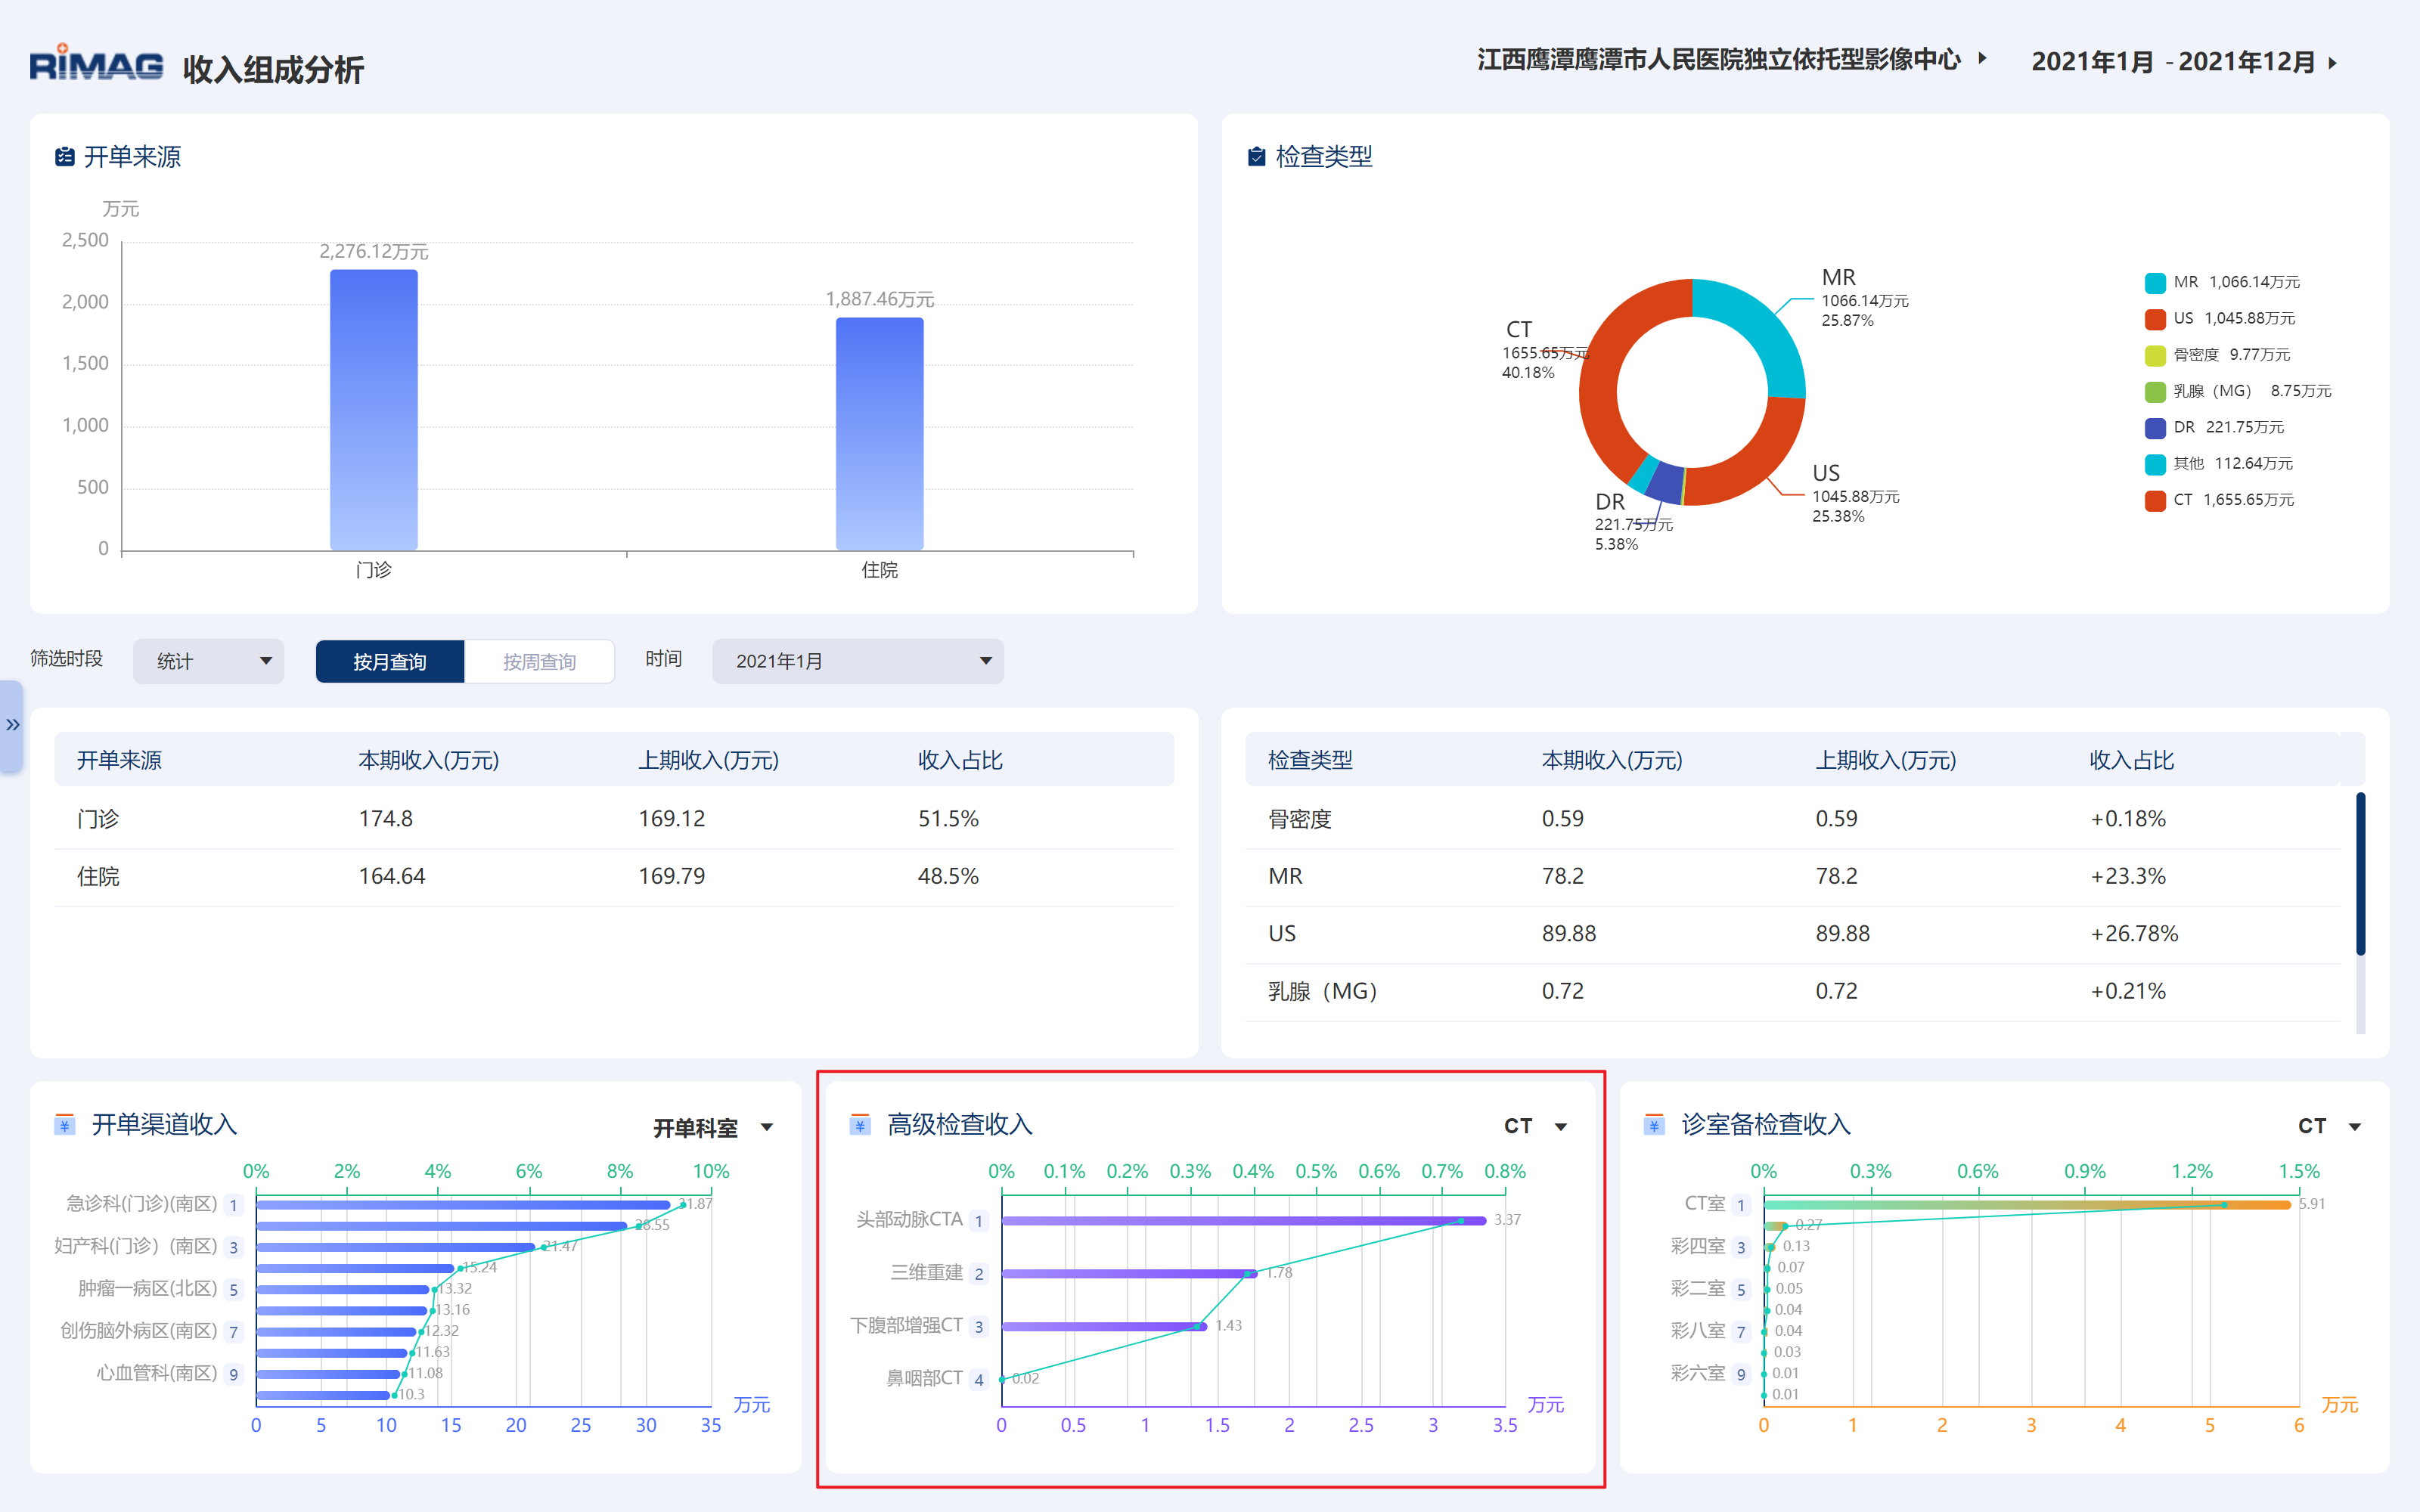 RIMAG 收入组成分析
江西鹰潭鹰潭市人民医院独立依托型影像中心
2021年1月 - 2021年12月
开单来源
万元
2,500
2,000
1,500
1,000
500
0
2,276.12万元
1,887.46万元
门诊
住院
检查类型
MR
1066.14万元
25.87%
CT
1655.65万元
40.18%
US
1045.88万元
25.38%
DR
221.75万元
5.38%
MR 1,066.14万元
US 1,045.88万元
骨密度 9.77万元
乳腺（MG） 8.75万元
DR 221.75万元
其他 112.64万元
CT 1,655.65万元
筛选时段 统计 按月查询 按周查询 时间 2021年1月
»
开单来源 本期收入(万元) 上期收入(万元) 收入占比
门诊 174.8 169.12 51.5%
住院 164.64 169.79 48.5%
检查类型 本期收入(万元) 上期收入(万元) 收入占比
骨密度 0.59 0.59 +0.18%
MR 78.2 78.2 +23.3%
US 89.88 89.88 +26.78%
乳腺（MG） 0.72 0.72 +0.21%
¥ 开单渠道收入 开单科室
0% 2% 4% 6% 8% 10%
急诊科(门诊)(南区) 1 31.87
28.55
妇产科(门诊）(南区) 3 21.47
15.24
肿瘤一病区(北区) 5 13.32
13.16
创伤脑外病区(南区) 7 12.32
11.63
心血管科(南区) 9 11.08
10.3
万元
0 5 10 15 20 25 30 35
¥ 高级检查收入 CT
0% 0.1% 0.2% 0.3% 0.4% 0.5% 0.6% 0.7% 0.8%
头部动脉CTA 1 3.37
三维重建 2 1.78
下腹部增强CT 3 1.43
鼻咽部CT 4 0.02
万元
0 0.5 1 1.5 2 2.5 3 3.5
¥ 诊室备检查收入 CT
0% 0.3% 0.6% 0.9% 1.2% 1.5%
CT室 1 5.91
0.27
彩四室 3 0.13
0.07
彩二室 5 0.05
0.04
彩八室 7 0.04
0.03
彩六室 9 0.01
0.01
万元
0 1 2 3 4 5 6